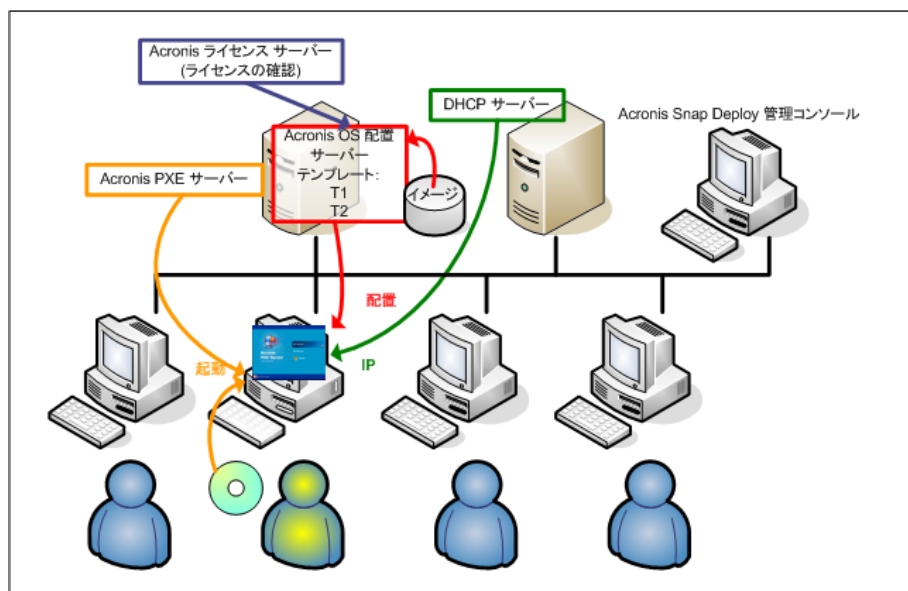 Acronis ライセンス サーバー
(ライセンスの確認)
DHCP サーバー
Acronis Snap Deploy 管理コンソール
Acronis OS 配置
サーバー
テンプレート:
T1
T2
Acronis PXE サーバー
イメージ
配置
起動
IP